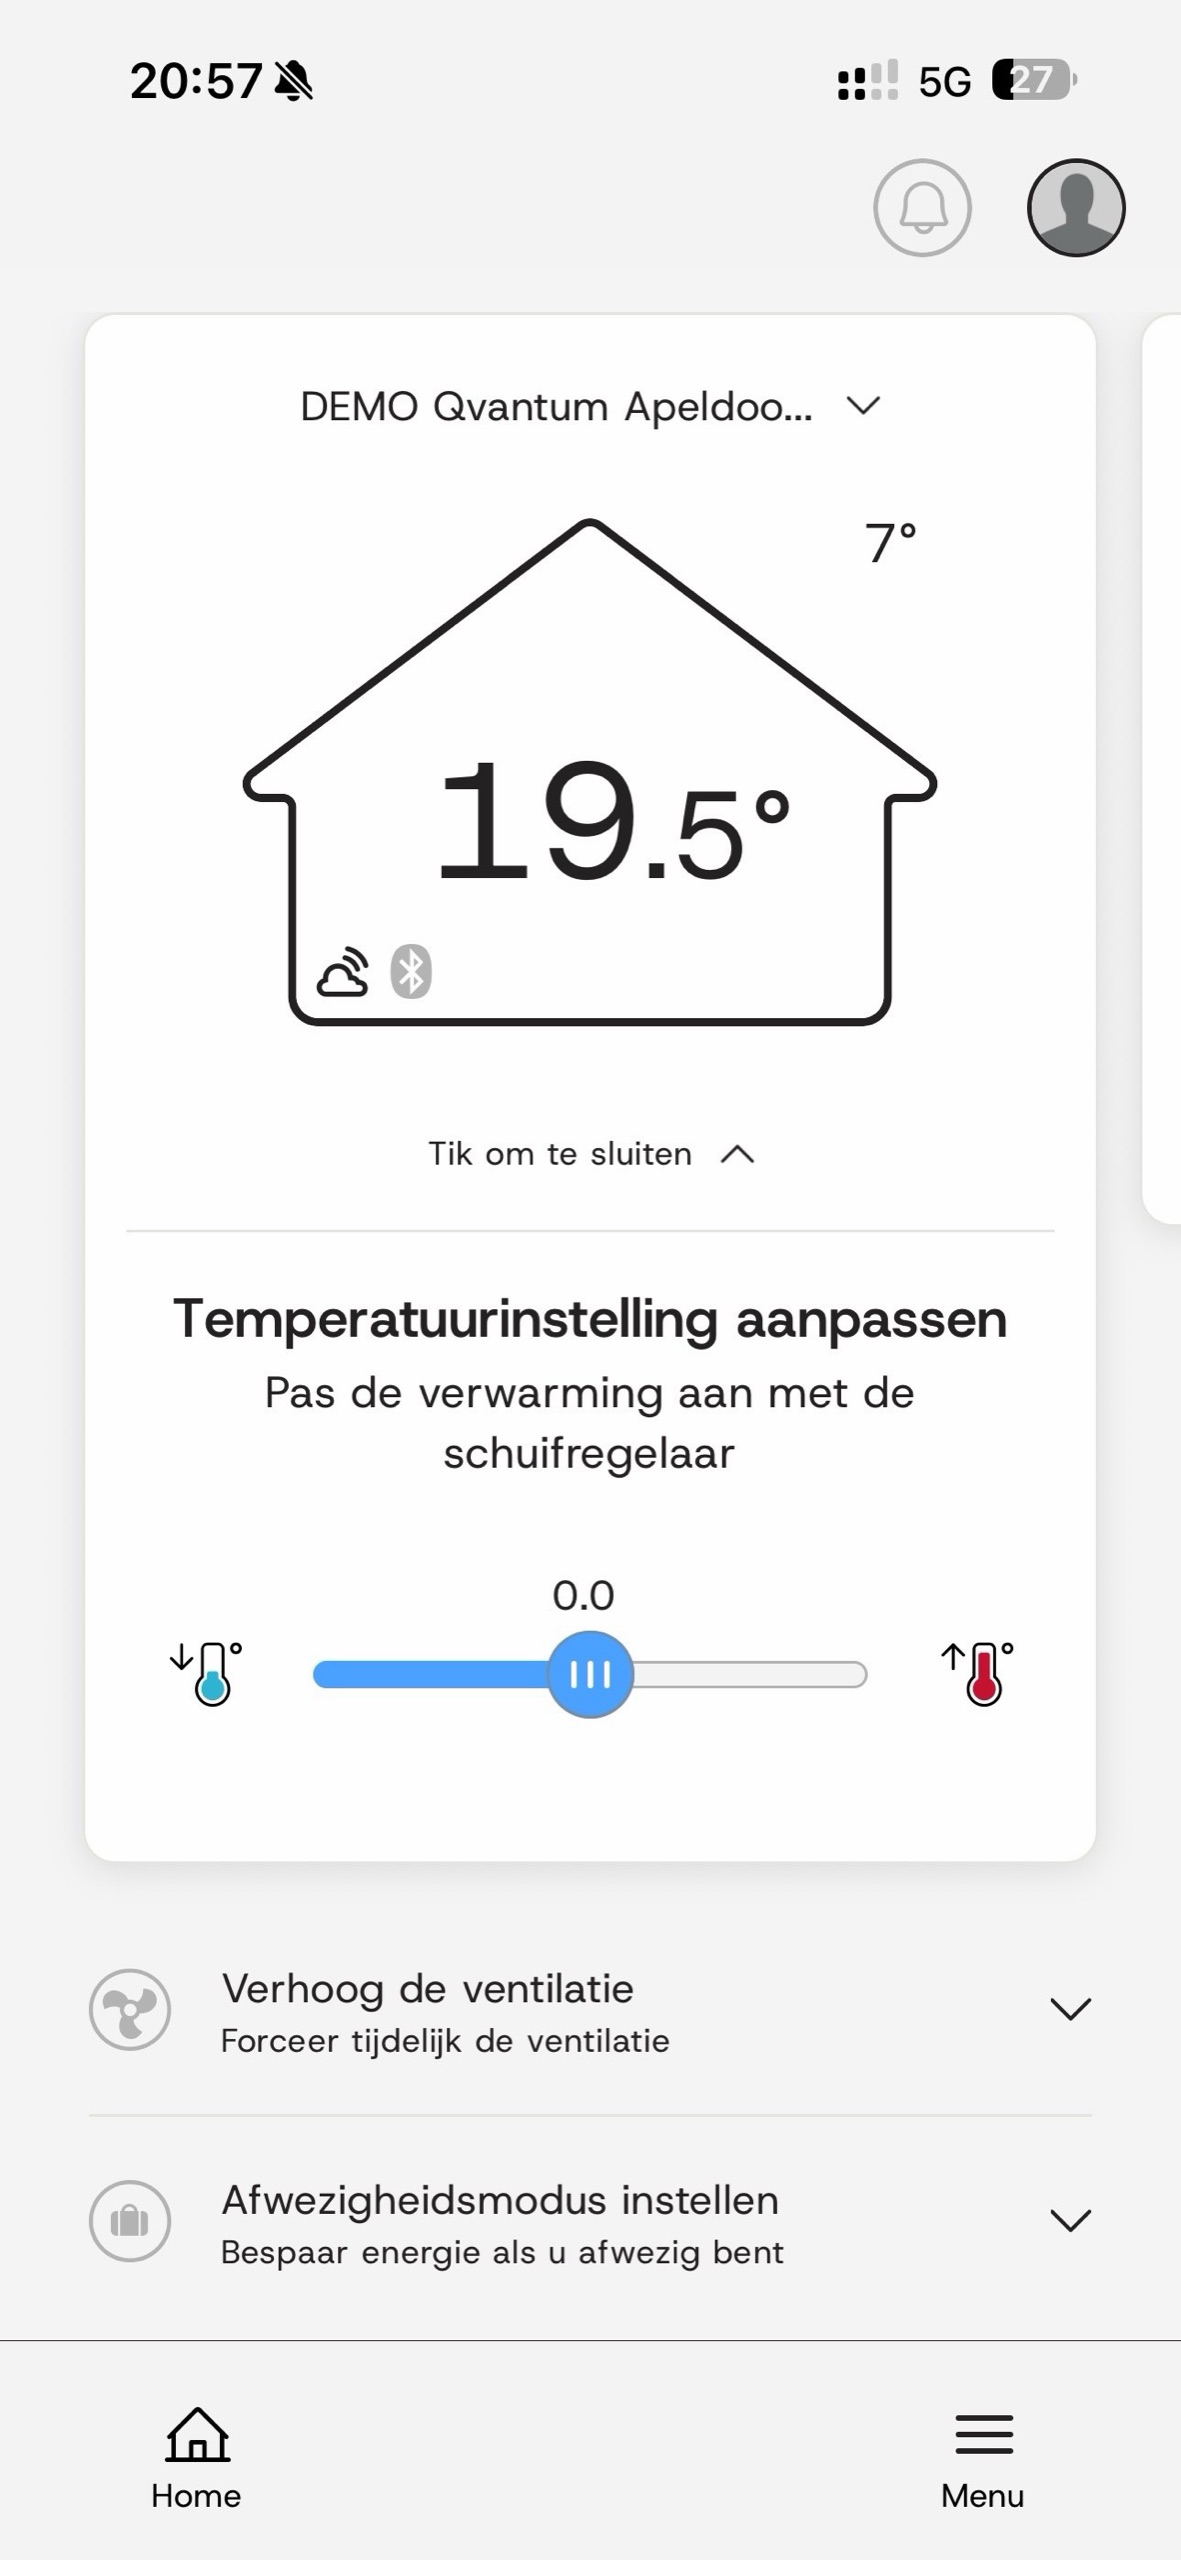 20:57
5G 27
DEMO Qvantum Apeldoo...
7°
19.5°
Tik om te sluiten
Temperatuurinstelling aanpassen
Pas de verwarming aan met de
schuifregelaar
0.0
Verhoog de ventilatie
Forceer tijdelijk de ventilatie
Afwezigheidsmodus instellen
Bespaar energie als u afwezig bent
Home
Menu